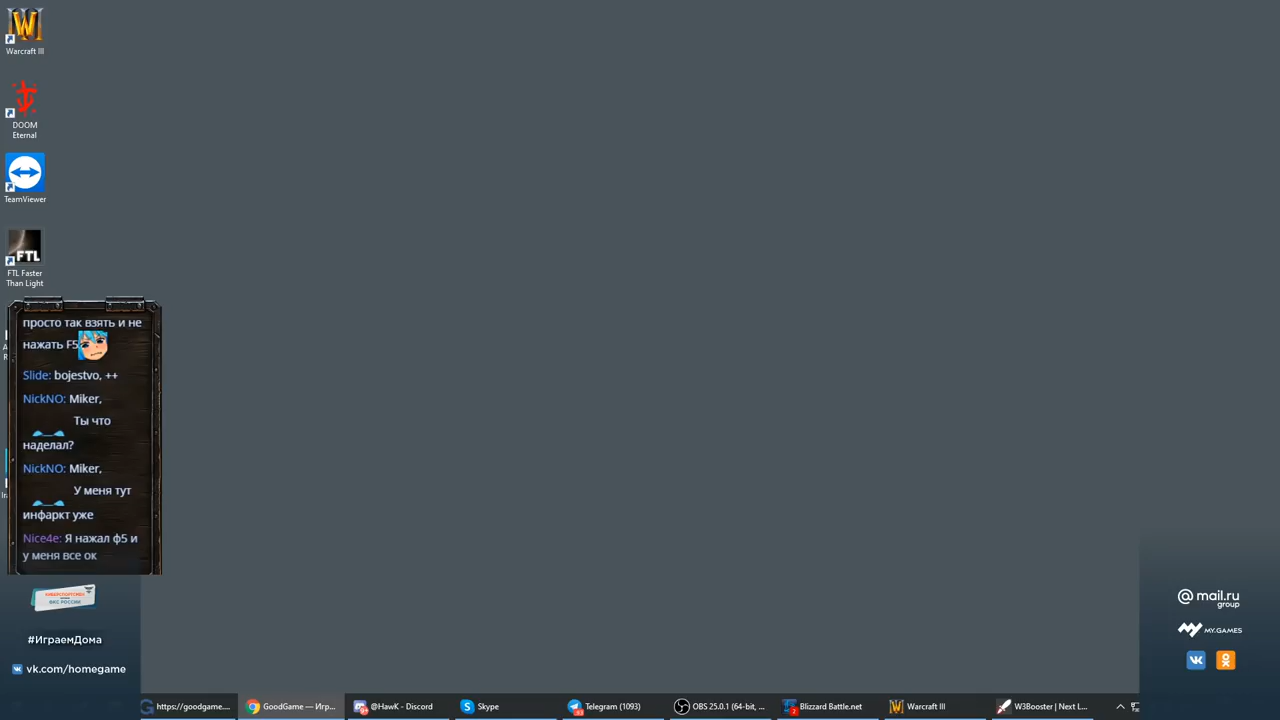 Warcraft III
DOOM
Eternal
TeamViewer
FTL
FTL Faster
Than Light
просто так взять и не
нажать F5
Slide: bojestvo, ++
NickNO: Miker,
Ты что
наделал?
NickNO: Miker,
У меня тут
инфаркт уже
Nice4e: Я нажал ф5 и
у меня все ок
#ИграемДома
vk.com/homegame
@mail.ru
group
MY.GAMES
https://goodgame....
GoodGame — Игр...
@HawK - Discord
Skype
Telegram (1093)
OBS 25.0.1 (64-bit, ...
Blizzard Battle.net
Warcraft III
W3Booster | Next L...